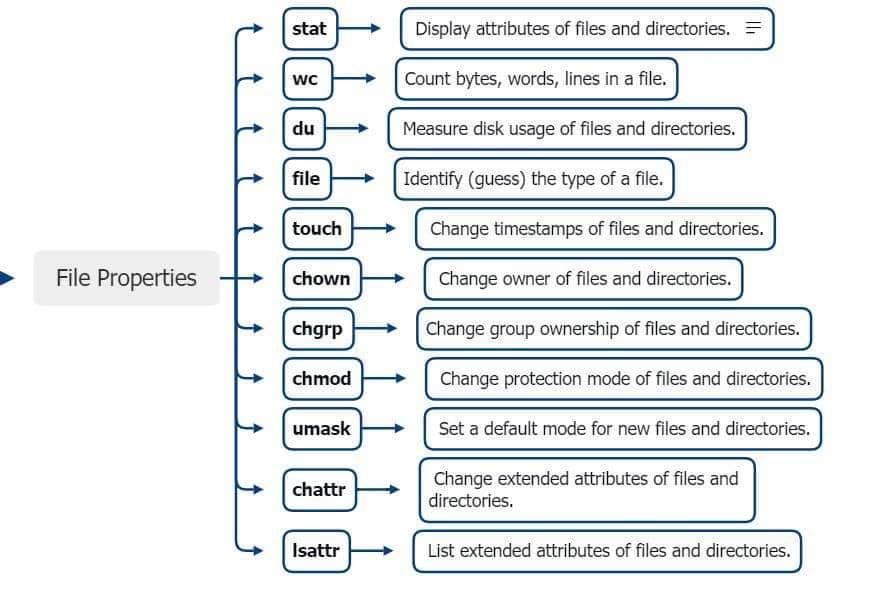 stat
Display attributes of files and directories.
wc
Count bytes, words, lines in a file.
du
Measure disk usage of files and directories.
file
Identify (guess) the type of a file.
touch
Change timestamps of files and directories.
File Properties
chown
Change owner of files and directories.
chgrp
Change group ownership of files and directories.
chmod
Change protection mode of files and directories.
umask
Set a default mode for new files and directories.
chattr
Change extended attributes of files and
directories.
lsattr
List extended attributes of files and directories.